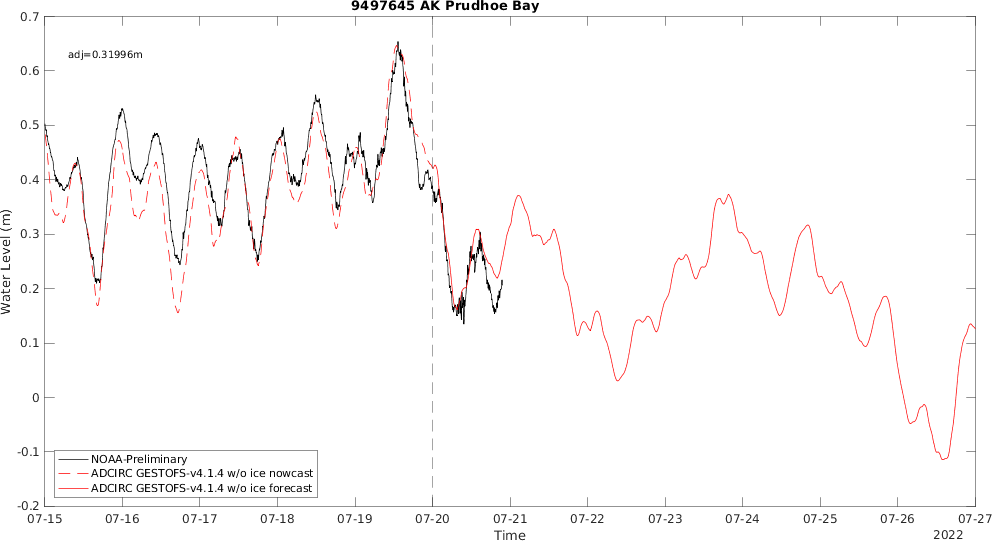 9497645 AK Prudhoe Bay
adj=0.31996m
0.7
0.6
0.5
0.4
0.3
0.2
0.1
0
-0.1
-0.2
Water Level (m)
NOAA-Preliminary
ADCIRC GESTOFS-v4.1.4 w/o ice nowcast
ADCIRC GESTOFS-v4.1.4 w/o ice forecast
07-15 07-16 07-17 07-18 07-19 07-20 07-21 07-22 07-23 07-24 07-25 07-26 07-27
Time
2022